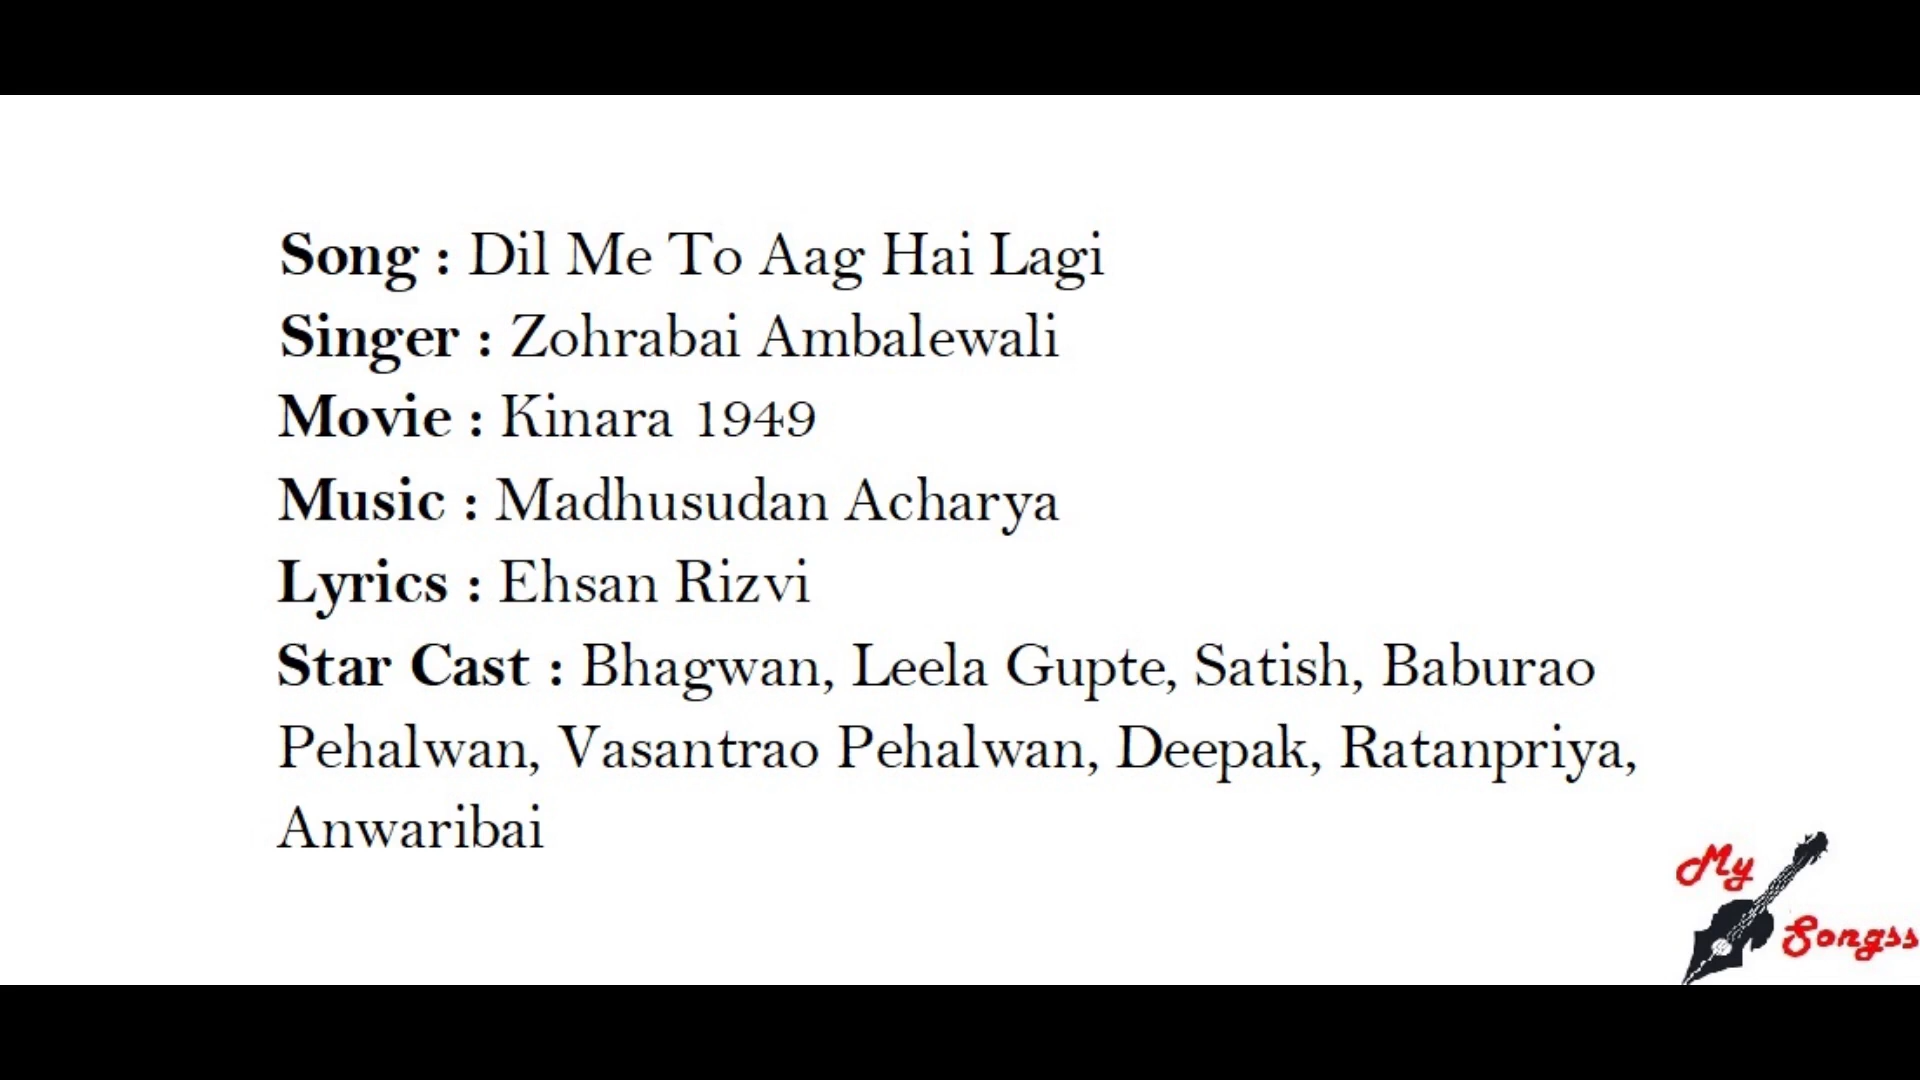 Song : Dil Me To Aag Hai Lagi
Singer : Zohrabai Ambalewali
Movie : Kinara 1949
Music : Madhusudan Acharya
Lyrics : Ehsan Rizvi
Star Cast : Bhagwan, Leela Gupte, Satish, Baburao
Pehalwan, Vasantrao Pehalwan, Deepak, Ratanpriya,
Anwaribai
My
Songss